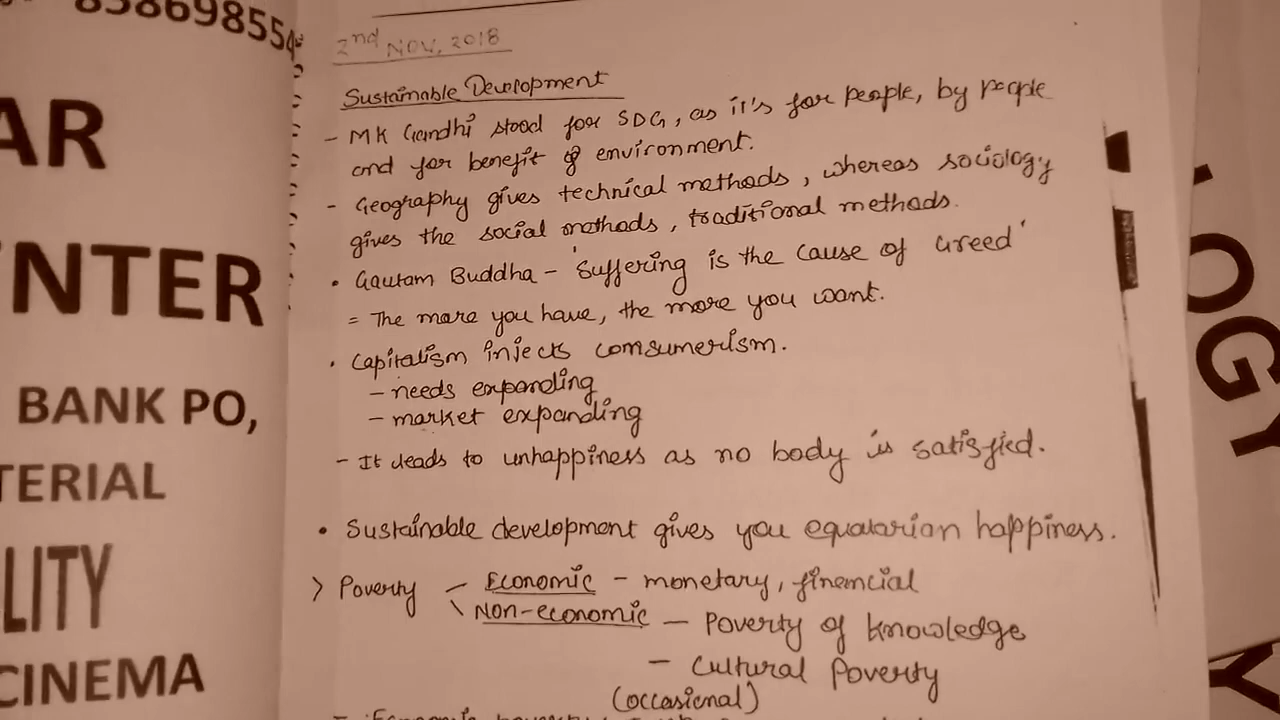 858698554
AR
NTER
BANK PO,
TERIAL
LITY
CINEMA
2nd NOV, 2018
Sustainable Development
- MK Gandhi stood for SDG, as it's for people, by people
and for benefit of environment.
- Geography gives technical methods, whereas sociology
gives the social methods, traditional methods.
• Gautam Buddha - 'Suffering is the cause of Greed'
= The more you have, the more you want.
• Capitalism injects consumerism.
- needs expanding
- market expanding
- It leads to unhappiness as no body is satisfied.
• Sustainable development gives you equatarian happiness.
> Poverty - Economic - monetary, financial
\ Non-economic - Poverty of knowledge
- Cultural Poverty
(occasional)
- Economic
OGY
Y